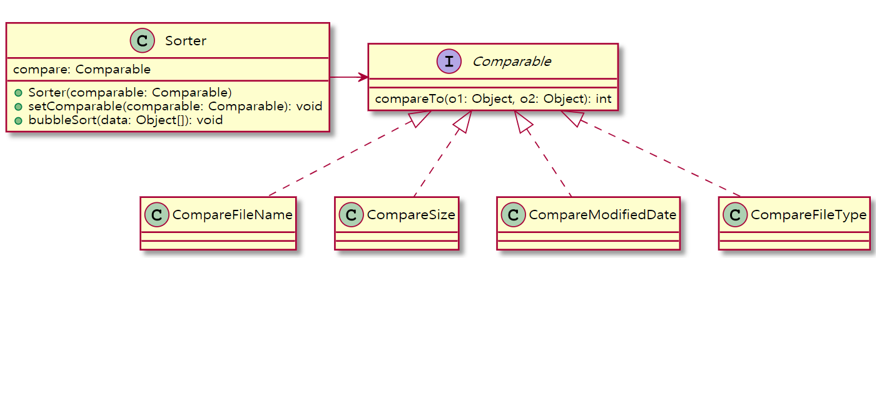 C Sorter
compare: Comparable
Sorter(comparable: Comparable)
setComparable(comparable: Comparable): void
bubbleSort(data: Object[]): void
I Comparable
compareTo(o1: Object, o2: Object): int
C CompareFileName
C CompareSize
C CompareModifiedDate
C CompareFileType